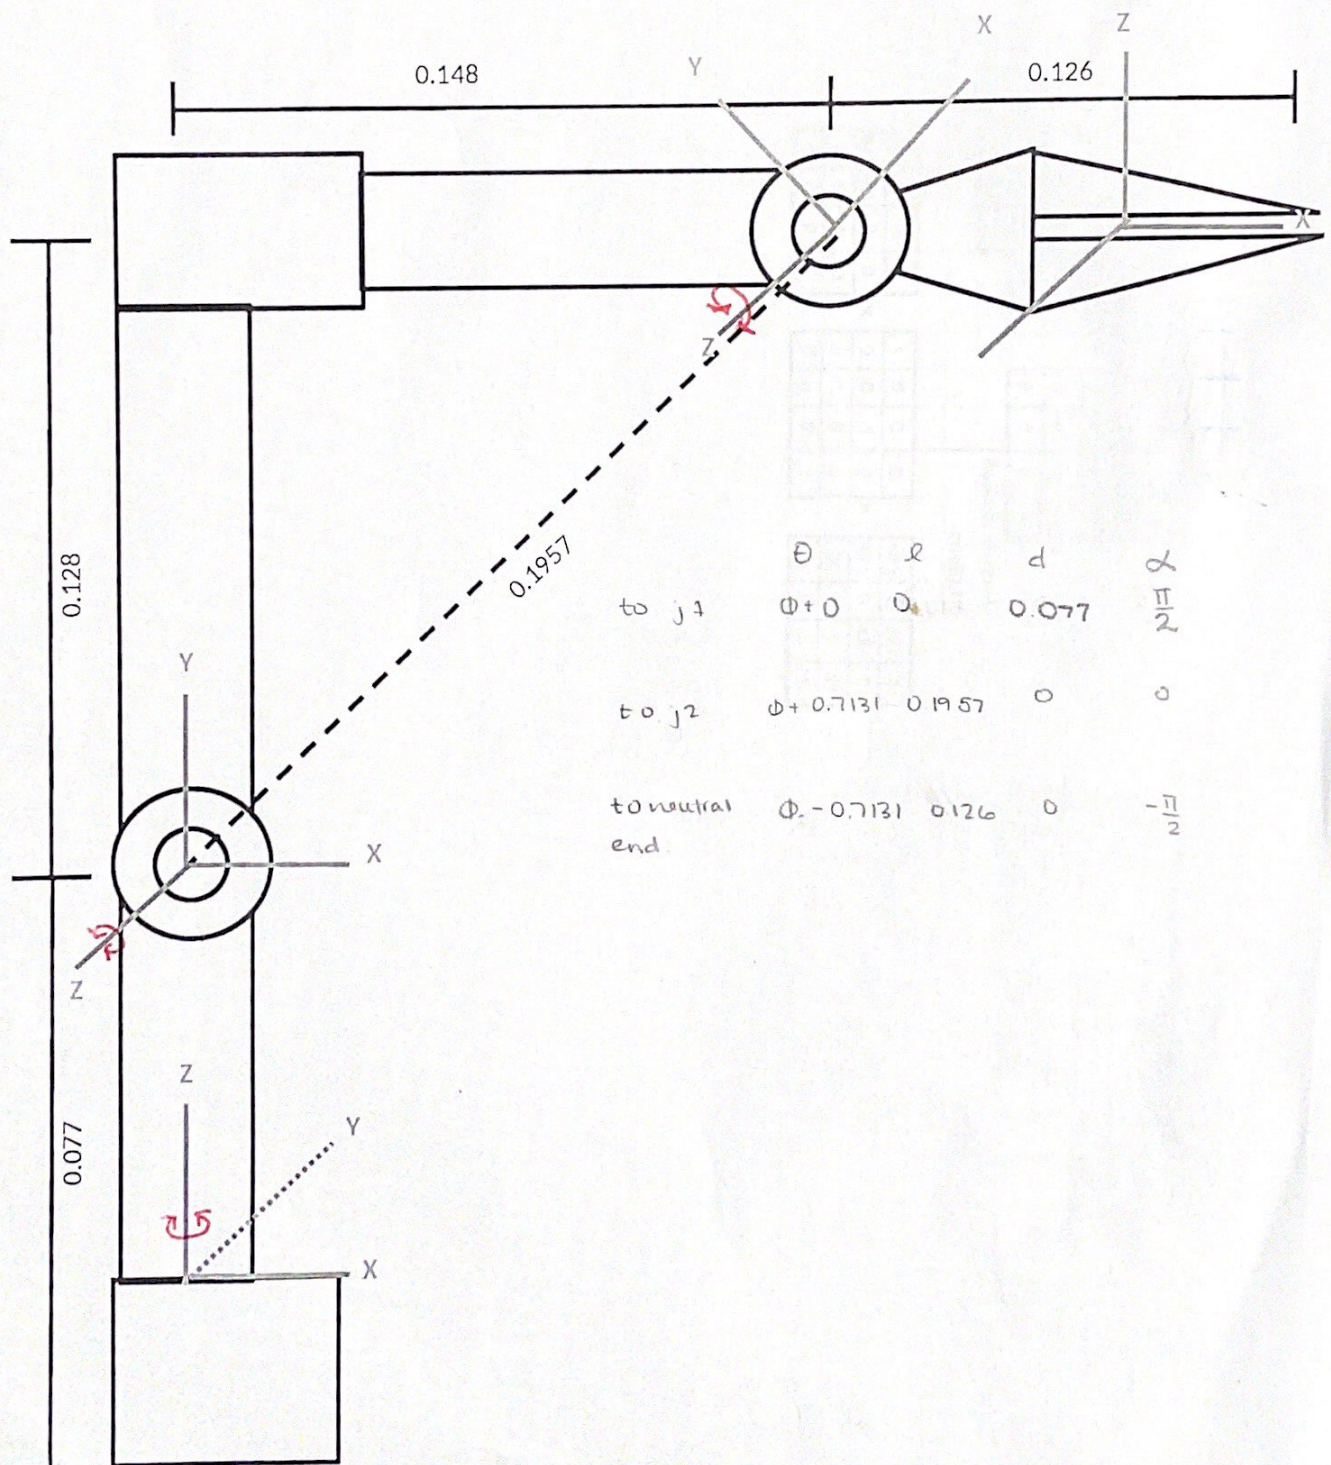 X
Z
Y
0.148
0.126
X
Z
0.1957
0.128
θ l d α
to j1 Φ+0 0 0.077 π/2
to j2 Φ+0.7131 0.1957 0 0
to neutral Φ-0.7131 0.126 0 -π/2
end.
Y
X
Z
Z
Y
0.077
X